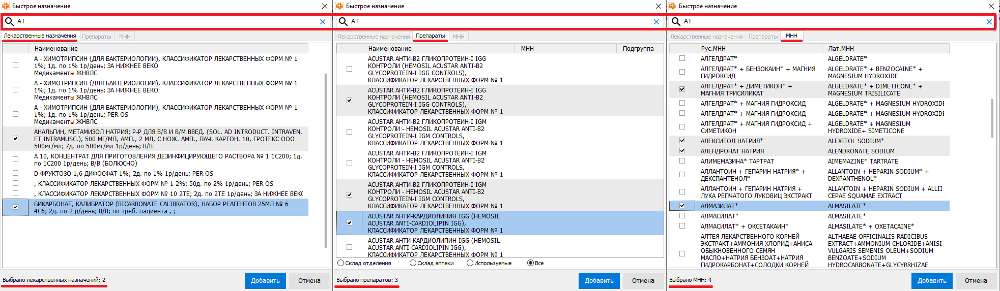 Быстрое назначение
АТ
Лекарственные назначения Препараты МНН
Наименование
А - ХИМОТРИПСИН (ДЛЯ БАКТЕРИОЛОГИИ), КЛАССИФИКАТОР ЛЕКАРСТВЕННЫХ ФОРМ № 1
1%; 1д. по 1% 1р/день; ЗА НИЖНЕЕ ВЕКО
Медикаменты ЖНВЛС
А - ХИМОТРИПСИН (ДЛЯ БАКТЕРИОЛОГИИ), КЛАССИФИКАТОР ЛЕКАРСТВЕННЫХ ФОРМ № 1
1%; 1д. по 1% 1р/день; ЗА НИЖНЕЕ ВЕКО
Медикаменты ЖНВЛС
А - ХИМОТРИПСИН (ДЛЯ БАКТЕРИОЛОГИИ), КЛАССИФИКАТОР ЛЕКАРСТВЕННЫХ ФОРМ № 1
1%; 1д. по 1% 1р/день; PER OS
Медикаменты ЖНВЛС
АНАЛЬГИН, МЕТАМИЗОЛ НАТРИЯ; Р-Р ДЛЯ В/В И В/М ВВЕД. (SOL. AD INTRODUCT. INTRAVEN.
ET INTRAMUSC.), 500 МГ/МЛ, АМП., 2 МЛ, С НОЖ. АМП., ПАЧ. КАРТОН. 10, ГРОТЕКС ООО
500мг/мл; 7д. по 500мг/мл 1р/день; В/В
А 10, КОНЦЕНТРАТ ДЛЯ ПРИГОТОВЛЕНИЯ ДЕЗИНФИЦИРУЮЩЕГО РАСТВОРА № 1 1С200; 1д.
по 1С200 1р/день; В/В (БОЛЮСНО)
D-ФРУКТОЗО-1,6-ДИФОСФАТ 1%; 2д. по 1% 1р/день; PER OS
, КЛАССИФИКАТОР ЛЕКАРСТВЕННЫХ ФОРМ № 1 2%; 50д. по 2% 1р/день; PER OS
, КЛАССИФИКАТОР ЛЕКАРСТВЕННЫХ ФОРМ № 10 2ТЕ; 2д. по 2ТЕ 1р/день; ЗА НИЖНЕЕ ВЕКО
БИКАРБОНАТ, КАЛИБРАТОР (BICARBONATE CALIBRATOR), НАБОР РЕАГЕНТОВ 25МЛ № 6
4С6; 2д. по 2 р/день; В/В; по треб. пациента , ;
Выбрано лекарственных назначений: 2
Добавить Отмена
Быстрое назначение
АТ
Лекарственные назначения Препараты МНН
Наименование МНН Подгруппа
ACUSTAR АНТИ-В2 ГЛИКОПРОТЕИН-I IGG
КОНТРОЛИ (HEMOSIL ACUSTAR ANTI-B2
GLYCOPROTEIN-I IGG CONTROLS),
КЛАССИФИКАТОР ЛЕКАРСТВЕННЫХ ФОРМ № 1
ACUSTAR АНТИ-В2 ГЛИКОПРОТЕИН-I IGG
КОНТРОЛИ (HEMOSIL ACUSTAR ANTI-B2
GLYCOPROTEIN-I IGG CONTROLS),
КЛАССИФИКАТОР ЛЕКАРСТВЕННЫХ ФОРМ № 1
ACUSTAR АНТИ-В2 ГЛИКОПРОТЕИН-I IGM
КОНТРОЛИ - HEMOSIL ACUSTAR ANTI-B2
GLYCOPROTEIN-I IGM CONTROLS,
КЛАССИФИКАТОР ЛЕКАРСТВЕННЫХ ФОРМ № 1
ACUSTAR АНТИ-В2 ГЛИКОПРОТЕИН-I IGM
КОНТРОЛИ - HEMOSIL ACUSTAR ANTI-B2
GLYCOPROTEIN-I IGM CONTROLS,
КЛАССИФИКАТОР ЛЕКАРСТВЕННЫХ ФОРМ № 1
ACUSTAR АНТИ-В2 ГЛИКОПРОТЕИН-I IGM
КОНТРОЛИ - HEMOSIL ACUSTAR ANTI-B2
GLYCOPROTEIN-I IGM CONTROLS,
КЛАССИФИКАТОР ЛЕКАРСТВЕННЫХ ФОРМ № 1
ACUSTAR АНТИ-КАРДИОЛИПИН IGG (HEMOSIL
ACUSTAR ANTI-CARDIOLIPIN IGG),
КЛАССИФИКАТОР ЛЕКАРСТВЕННЫХ ФОРМ № 1
ACUSTAR АНТИ-КАРДИОЛИПИН IGG (HEMOSIL
ACUSTAR ANTI-CARDIOLIPIN IGG),
КЛАССИФИКАТОР ЛЕКАРСТВЕННЫХ ФОРМ № 1
Склад отделения Склад аптеки Используемые Все
Выбрано препаратов: 3
Добавить Отмена
Быстрое назначение
АТ
Лекарственные назначения Препараты МНН
Рус.МНН Лат.МНН
АЛГЕЛДРАТ* ALGELDRATE*
АЛГЕЛДРАТ* + БЕНЗОКАИН* + МАГНИЯ ALGELDRATE* + BENZOCAINE* +
ГИДРОКСИД MAGNESIUM HYDROXIDE
АЛГЕЛДРАТ* + ДИМЕТИКОН* + ALGELDRATE* + DIMETICONE* +
МАГНИЯ ТРИСИЛИКАТ MAGNESIUM TRISILICATE
АЛГЕЛДРАТ* + МАГНИЯ ГИДРОКСИД ALGELDRATE* + MAGNESIUM HYDROXIDE
АЛГЕЛДРАТ* + МАГНИЯ ГИДРОКСИД ALGELDRATE* + MAGNESIUM HYDROXIDE
АЛГЕЛДРАТ* + МАГНИЯ ГИДРОКСИД + ALGELDRATE* + MAGNESIUM
СИМЕТИКОН HYDROXIDE+ SIMETICONE
АЛЕКСИТОЛ НАТРИЯ* ALEXITOL SODIUM*
АЛЕНДРОНАТ НАТРИЯ ALENDRONATE SODIUM
АЛИМЕМАЗИНА* ТАРТРАТ AIMEMAZINE* TARTRATE
АЛЛАНТОИН + ГЕПАРИН НАТРИЯ* + ALLANTOIN + HEPARIN SODIUM* +
ДЕКСПАНТЕНОЛ* DEXPANTHENOL*
АЛЛАНТОИН + ГЕПАРИН НАТРИЯ + ALLANTOIN + HEPARIN SODIUM + ALLII
ЛУКА РЕПЧАТОГО ЛУКОВИЦ ЭКСТРАКТ CEPAE SQUAMAE EXTRACT
АЛМАЗИЛАТ* ALMASILATE*
АЛМАСИЛАТ* ALMASILATE*
АЛМАСИЛАТ* + ОКСЕТАКАИН* ALMASILATE* + OXETACAINE*
АЛТЕЯ ЛЕКАРСТВЕННОГО КОРНЕЙ ALTHAEAE OFFICINALIS RADICIBUS
ЭКСТРАКТ+АММОНИЯ ХЛОРИД+АНИСА EXTRACT+AMMONIUM CHLORIDE+ANISI
ОБЫКНОВЕННОГО СЕМЯН VULGARIS SEMENIS OLEUM+SODIUM
МАСЛО+НАТРИЯ БЕНЗОАТ+НАТРИЯ BENZOATE+SODIUM
ГИДРОКАРБОНАТ+СОЛОДКИ КОРНЕЙ HYDROCARBONATE+GLYCYRRHIZAE
Выбрано МНН: 4
Добавить Отмена